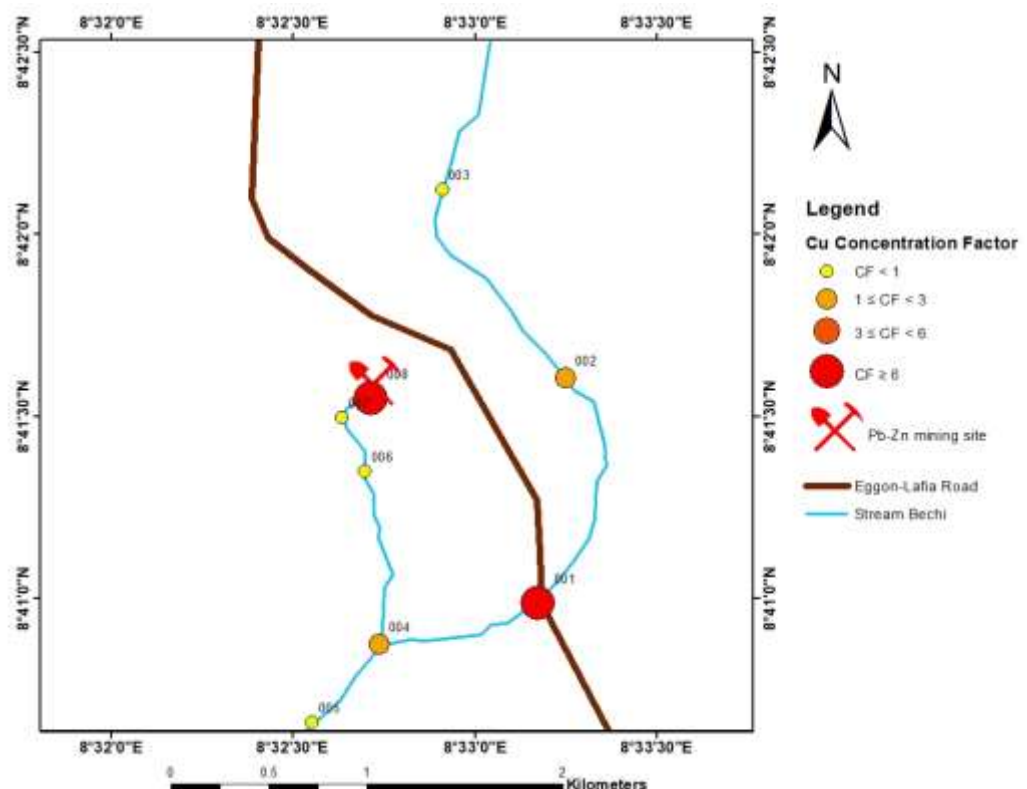 8°32'0"E 8°32'30"E 8°33'0"E 8°33'30"E
8°42'30"N 8°42'30"N
N
003
Legend
8°42'0"N 8°42'0"N
Cu Concentration Factor
CF < 1
1 ≤ CF < 3
3 ≤ CF < 6
002
008
CF ≥ 6
8°41'30"N 8°41'30"N
Pb-Zn mining site
006
Eggon-Lafia Road
Stream Bechi
001
8°41'0"N 8°41'0"N
004
005
8°32'0"E 8°32'30"E 8°33'0"E 8°33'30"E
0 0.5 1 2
Kilometers